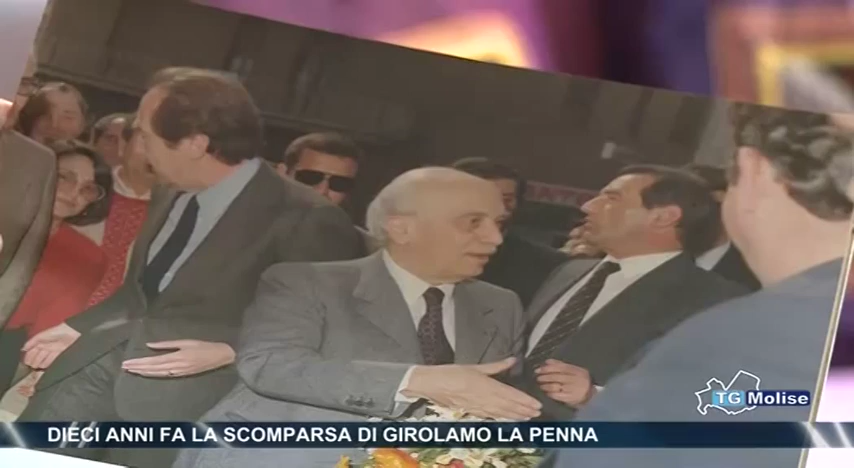 TG Molise
DIECI ANNI FA LA SCOMPARSA DI GIROLAMO LA PENNA